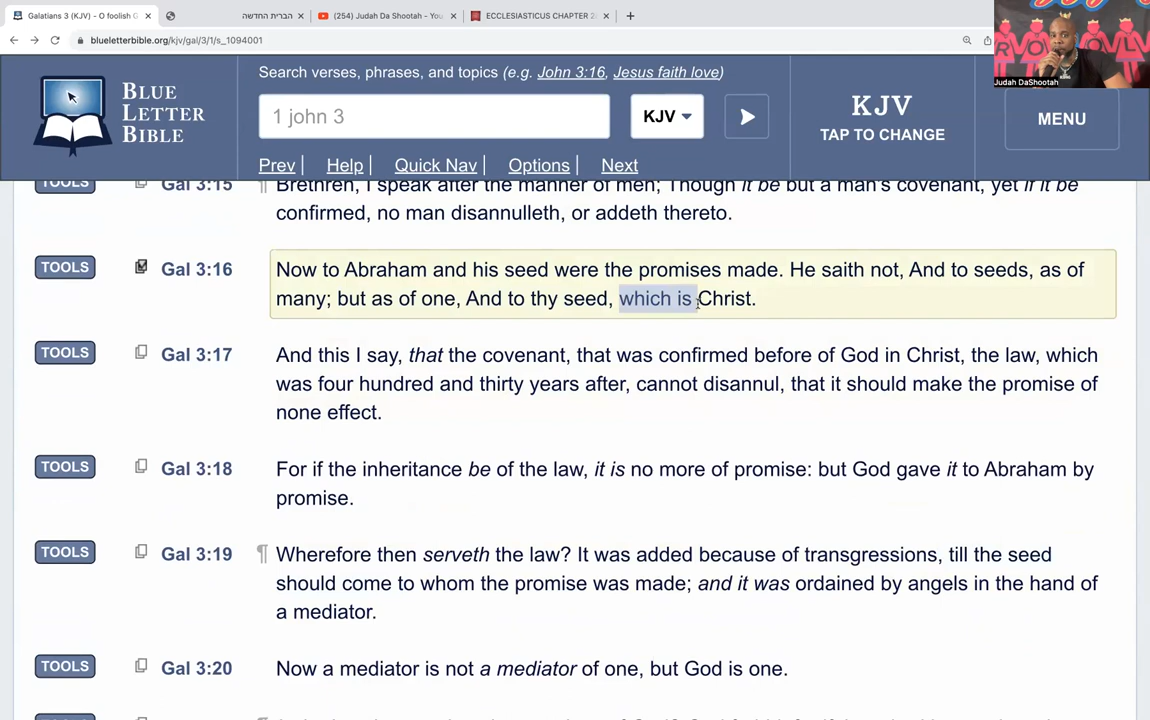 Galatians 3 (KJV) - O foolish G
הברית החדשה
(254) Judah Da Shootah - You
ECCLESIASTICUS CHAPTER 2
blueletterbible.org/kjv/gal/3/1/s_1094001
Judah DaShootah
BLUE
LETTER
BIBLE
Search verses, phrases, and topics (e.g. John 3:16, Jesus faith love)
1 john 3
KJV
KJV
TAP TO CHANGE
MENU
Prev | Help | Quick Nav | Options | Next
TOOLS Gal 3:15 ¶ Brethren, I speak after the manner of men; Though it be but a man's covenant, yet if it be
confirmed, no man disannulleth, or addeth thereto.
TOOLS Gal 3:16 Now to Abraham and his seed were the promises made. He saith not, And to seeds, as of
many; but as of one, And to thy seed, which is Christ.
TOOLS Gal 3:17 And this I say, that the covenant, that was confirmed before of God in Christ, the law, which
was four hundred and thirty years after, cannot disannul, that it should make the promise of
none effect.
TOOLS Gal 3:18 For if the inheritance be of the law, it is no more of promise: but God gave it to Abraham by
promise.
TOOLS Gal 3:19 ¶ Wherefore then serveth the law? It was added because of transgressions, till the seed
should come to whom the promise was made; and it was ordained by angels in the hand of
a mediator.
TOOLS Gal 3:20 Now a mediator is not a mediator of one, but God is one.